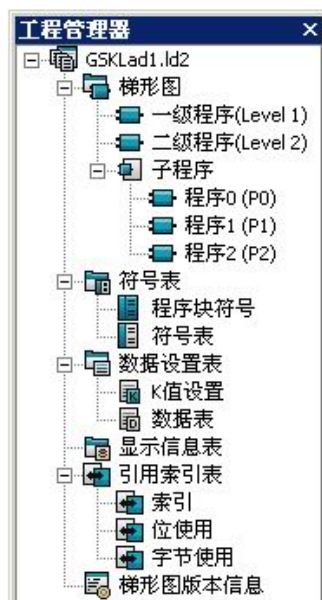 工程管理器
GSKLad1.ld2
梯形图
一级程序(Level 1)
二级程序(Level 2)
子程序
程序0 (P0)
程序1 (P1)
程序2 (P2)
符号表
程序块符号
符号表
数据设置表
K值设置
数据表
显示信息表
引用索引表
索引
位使用
字节使用
梯形图版本信息